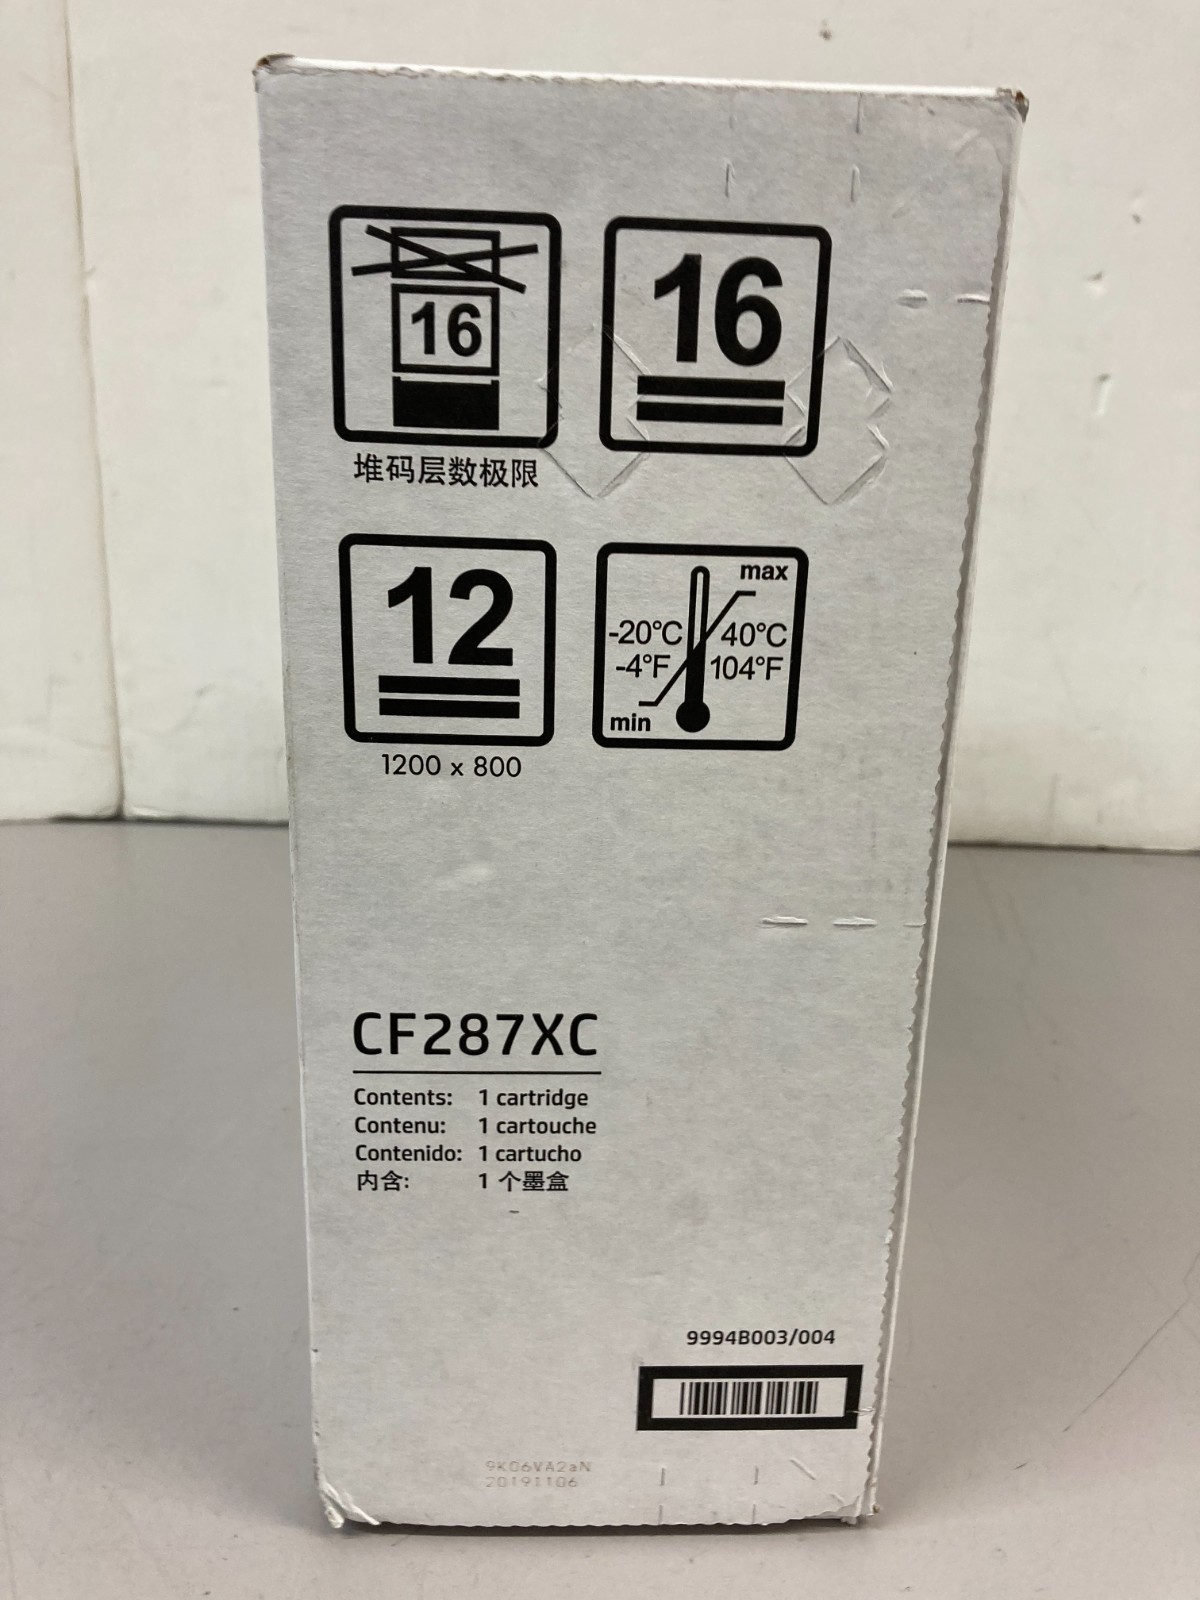 16
16
堆码层数极限
12
1200 x 800
max
-20°C 40°C
-4°F 104°F
min
CF287XC
Contents: 1 cartridge
Contenu: 1 cartouche
Contenido: 1 cartucho
内含: 1 个墨盒
9994B003/004
9K06VA2aN
20191106